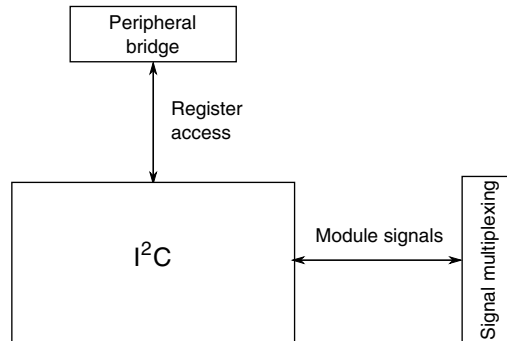 Peripheral
bridge
Register
access
I²C
Module signals
Signal multiplexing